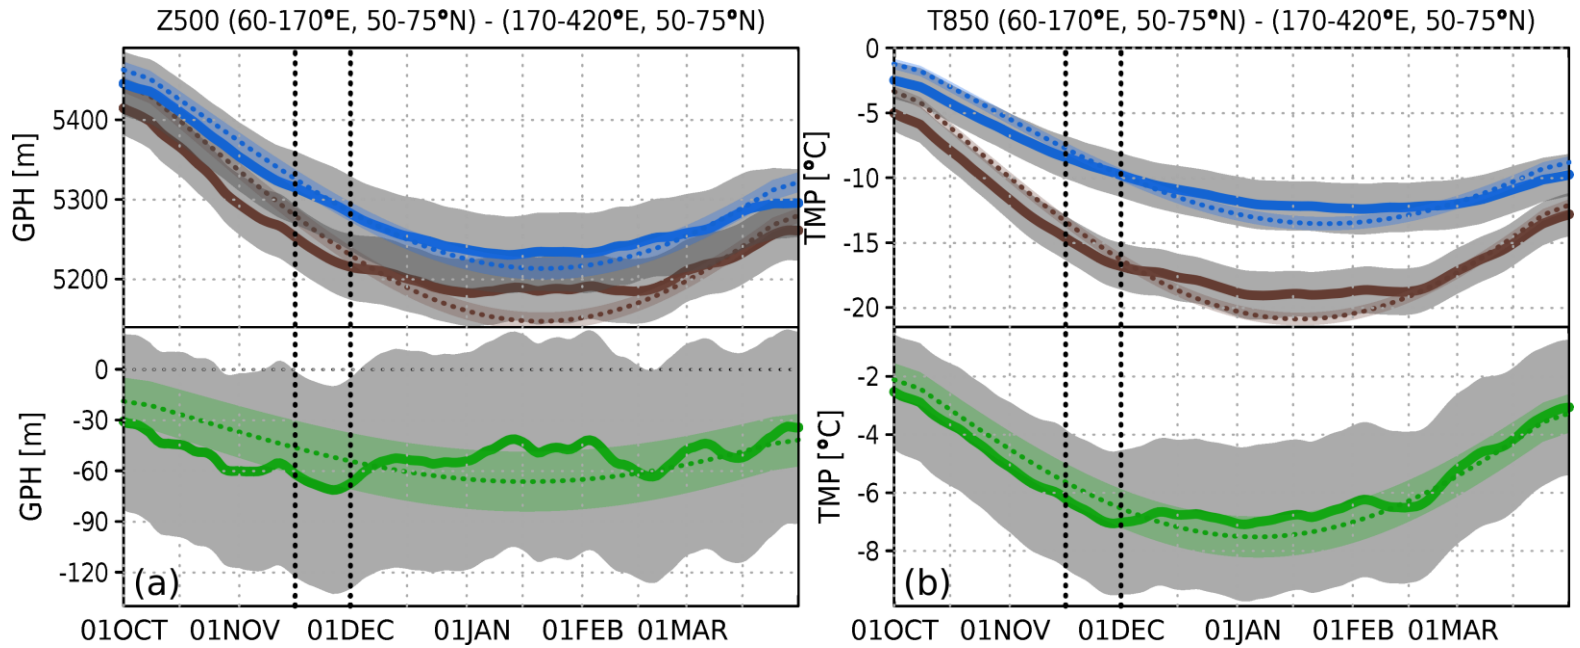 Z500 (60-170°E, 50-75°N) - (170-420°E, 50-75°N)
GPH [m]
5400
5300
5200
GPH [m]
0
-30
-60
-90
-120
(a)
01OCT 01NOV 01DEC 01JAN 01FEB 01MAR
T850 (60-170°E, 50-75°N) - (170-420°E, 50-75°N)
TMP [°C]
0
-5
-10
-15
-20
TMP [°C]
-2
-4
-6
-8
(b)
01OCT 01NOV 01DEC 01JAN 01FEB 01MAR